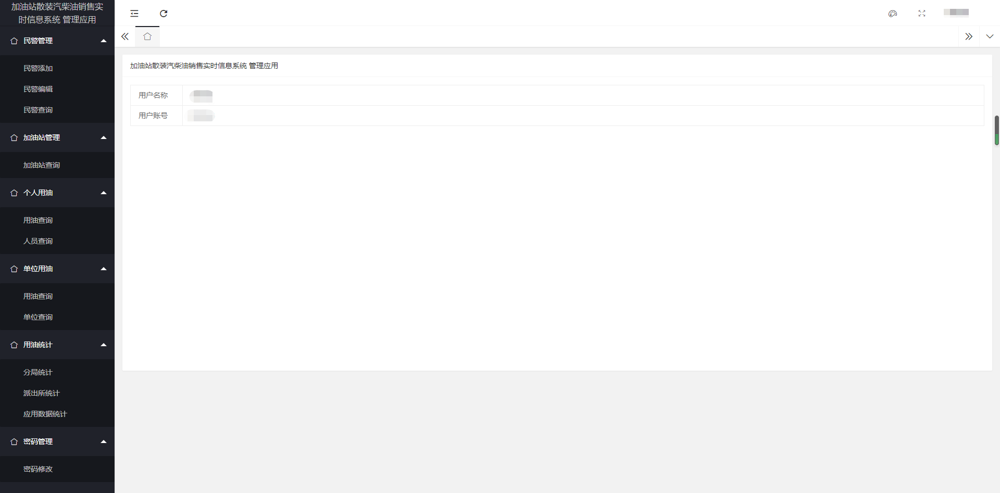 加油站散装汽柴油销售实
时信息系统 管理应用
民警管理
民警添加
民警编辑
民警查询
加油站管理
加油站查询
个人用油
用油查询
人员查询
单位用油
用油查询
单位查询
用油统计
分局统计
派出所统计
应用数据统计
密码管理
密码修改
加油站散装汽柴油销售实时信息系统 管理应用
用户名称
用户账号